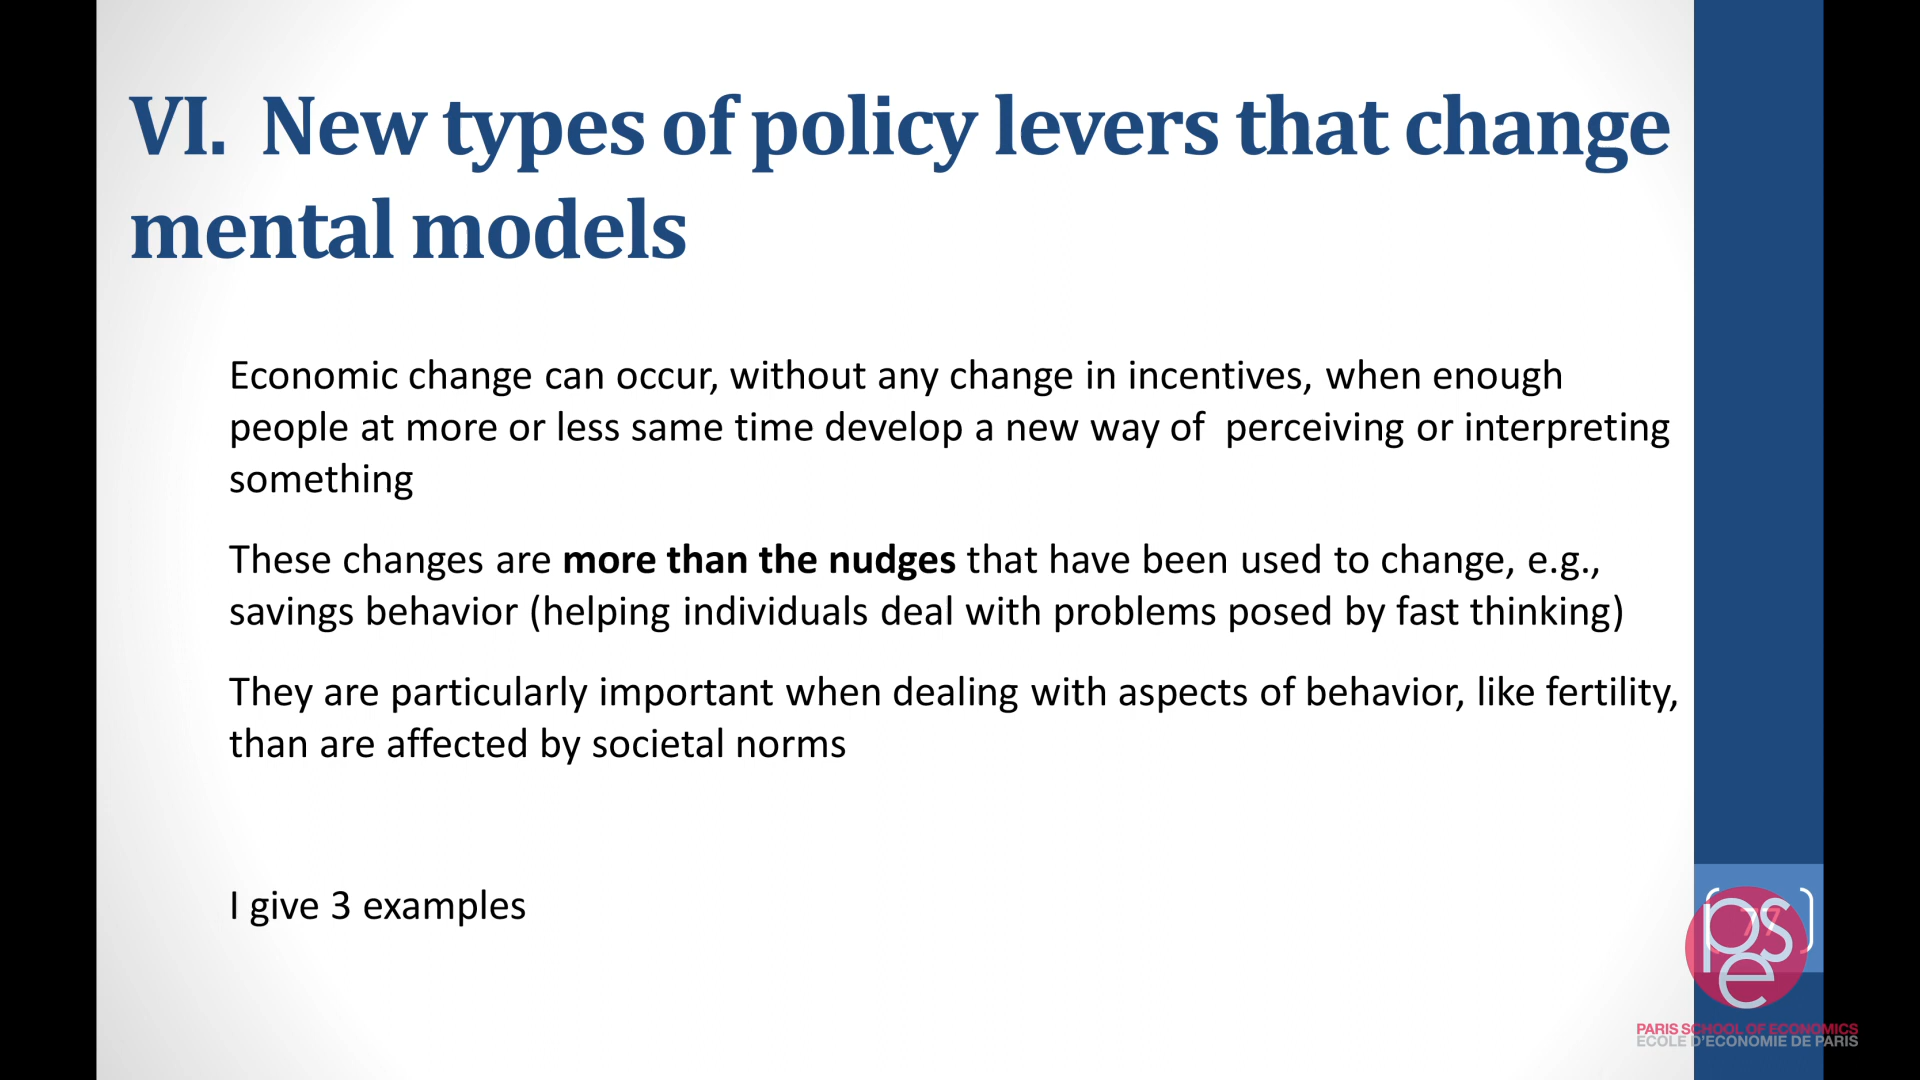 VI. New types of policy levers that change
mental models
Economic change can occur, without any change in incentives, when enough
people at more or less same time develop a new way of perceiving or interpreting
something
These changes are more than the nudges that have been used to change, e.g.,
savings behavior (helping individuals deal with problems posed by fast thinking)
They are particularly important when dealing with aspects of behavior, like fertility,
than are affected by societal norms
I give 3 examples
77
pse
PARIS SCHOOL OF ECONOMICS
ECOLE D'ECONOMIE DE PARIS